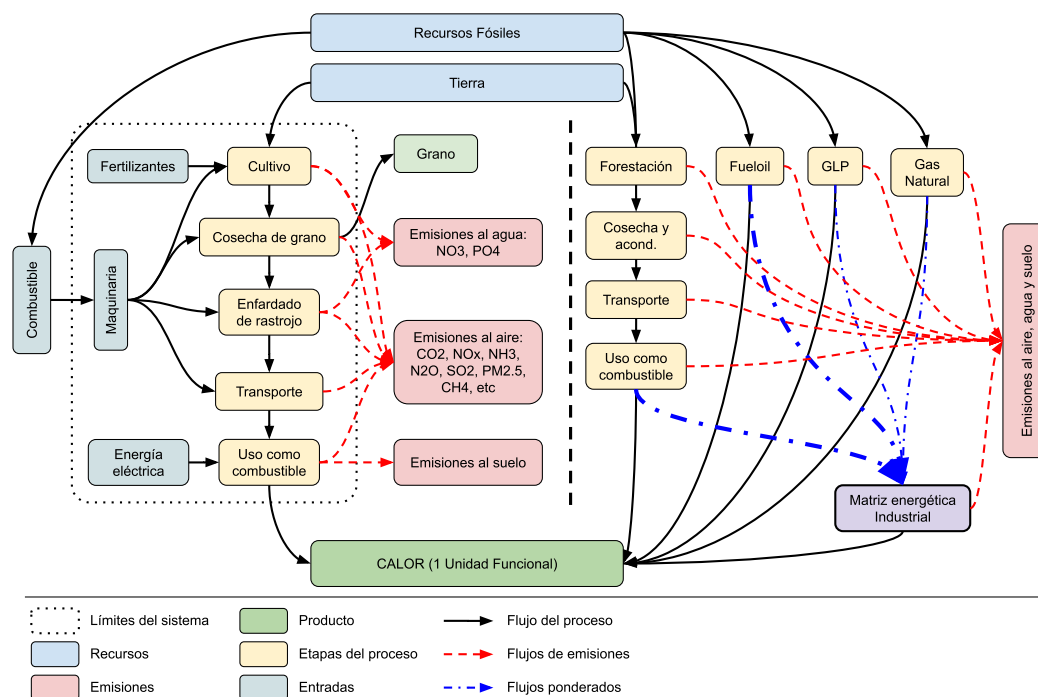 Recursos Fósiles
Tierra
Fertilizantes
Cultivo
Grano
Forestación
Fueloil
GLP
Gas
Natural
Cosecha de grano
Emisiones al agua:
NO3, PO4
Cosecha y
acond.
Combustible
Maquinaria
Enfardado
de rastrojo
Emisiones al aire:
CO2, NOx, NH3,
N2O, SO2, PM2.5,
CH4, etc
Transporte
Uso como
combustible
Emisiones al aire, agua y suelo
Transporte
Energía
eléctrica
Uso como
combustible
Emisiones al suelo
Matriz energética
Industrial
CALOR (1 Unidad Funcional)
Límites del sistema
Producto
Flujo del proceso
Recursos
Etapas del proceso
Flujos de emisiones
Emisiones
Entradas
Flujos ponderados